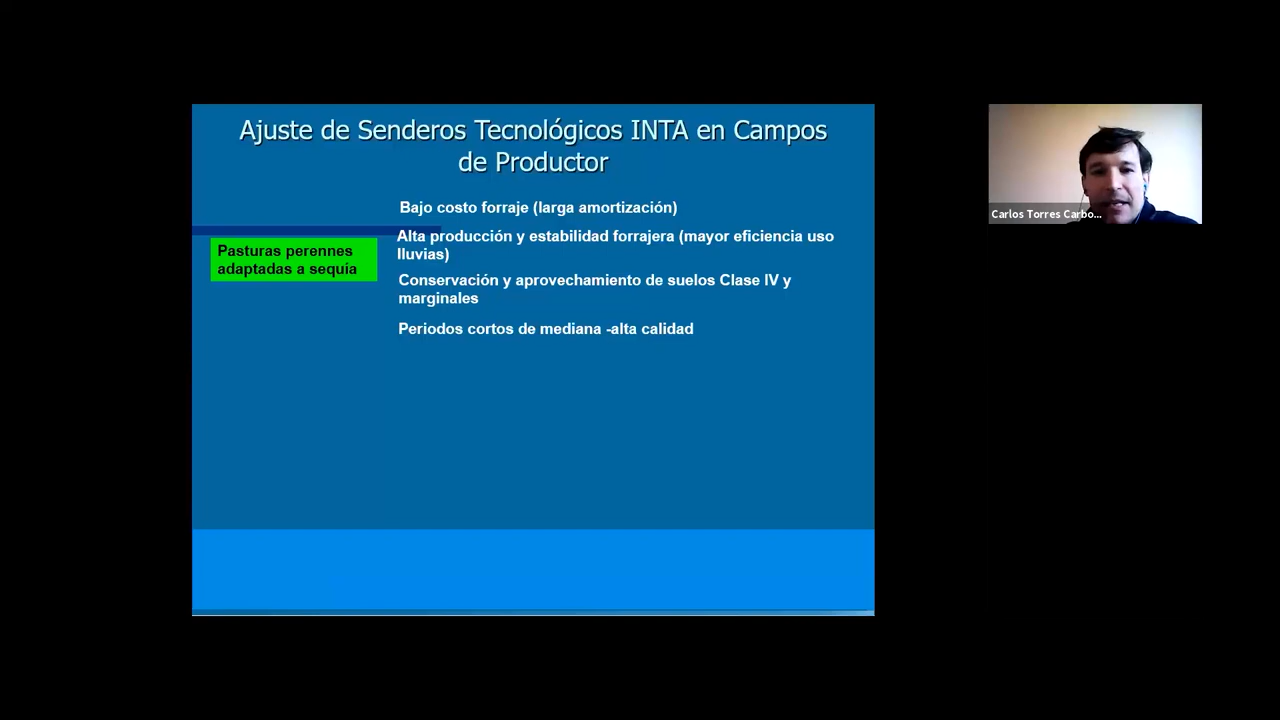 Ajuste de Senderos Tecnológicos INTA en Campos
de Productor
Bajo costo forraje (larga amortización)
Alta producción y estabilidad forrajera (mayor eficiencia uso
lluvias)
Pasturas perennes
adaptadas a sequia
Conservación y aprovechamiento de suelos Clase IV y
marginales
Periodos cortos de mediana -alta calidad
Carlos Torres Carbo...